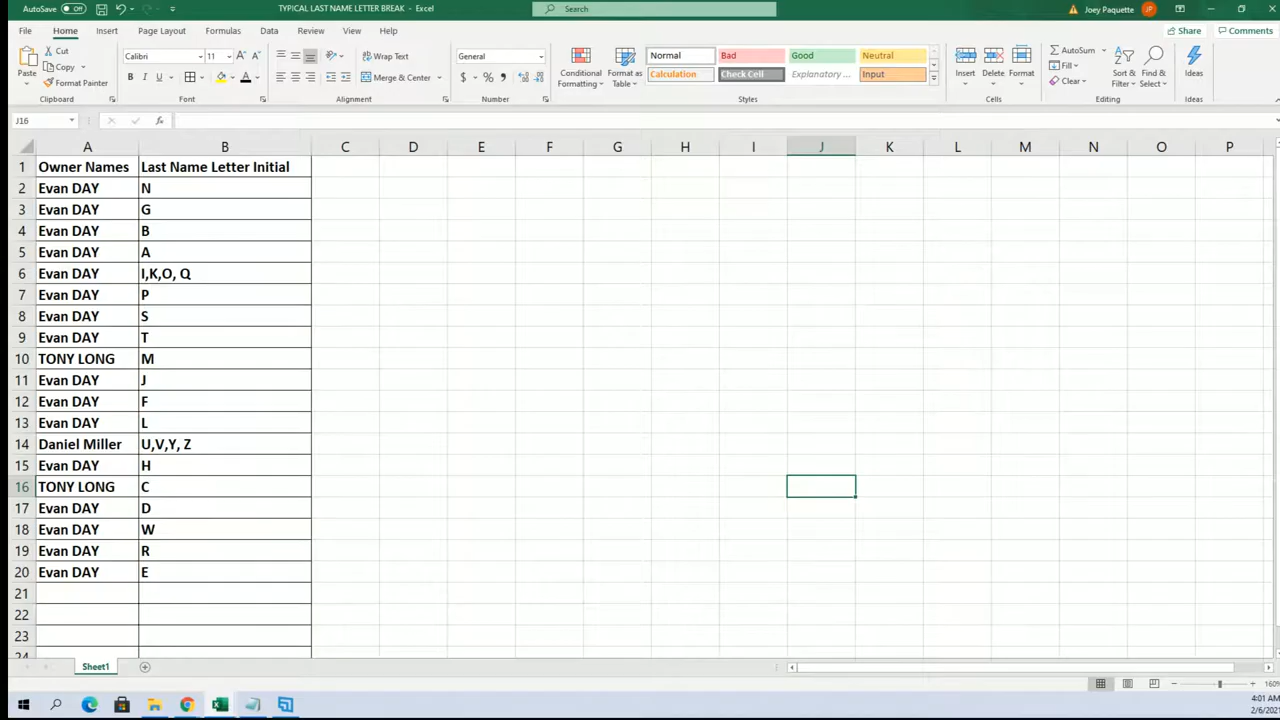 AutoSave Off TYPICAL LAST NAME LETTER BREAK - Excel Search Joey Paquette JP
File Home Insert Page Layout Formulas Data Review View Help Share Comments
Paste Cut Copy Format Painter Clipboard
Calibri 11 B I U A Font
Wrap Text Merge & Center Alignment
General $ % Number
Conditional Formatting Format as Table
Normal Bad Good Neutral
Calculation Check Cell Explanatory ... Input
Styles
Insert Delete Format Cells
AutoSum Fill Clear Sort & Filter Find & Select Editing
Ideas Ideas
J16 fx
A B C D E F G H I J K L M N O P
1 Owner Names Last Name Letter Initial
2 Evan DAY N
3 Evan DAY G
4 Evan DAY B
5 Evan DAY A
6 Evan DAY I,K,O, Q
7 Evan DAY P
8 Evan DAY S
9 Evan DAY T
10 TONY LONG M
11 Evan DAY J
12 Evan DAY F
13 Evan DAY L
14 Daniel Miller U,V,Y, Z
15 Evan DAY H
16 TONY LONG C
17 Evan DAY D
18 Evan DAY W
19 Evan DAY R
20 Evan DAY E
21
22
23
24
Sheet1
160%
4:01 AM
2/6/202